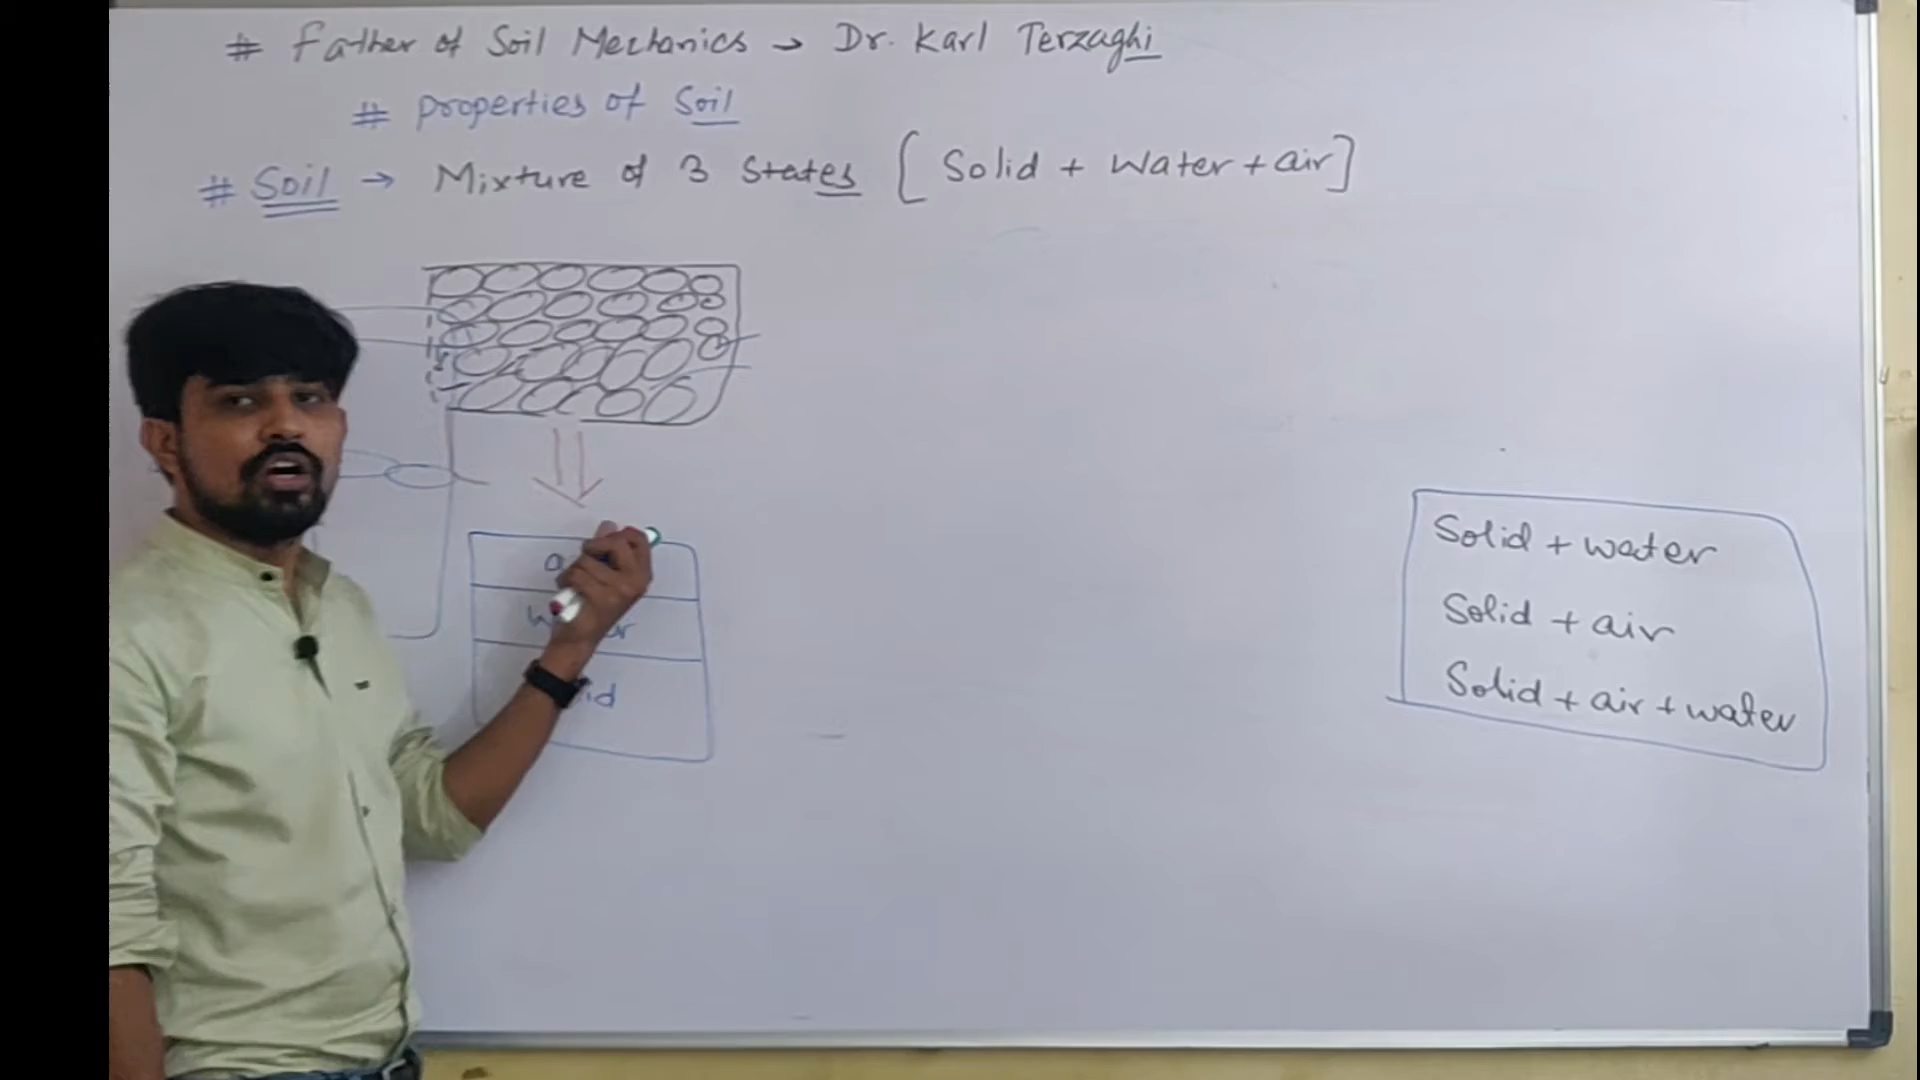 # Father of Soil Mechanics → Dr. Karl Terzaghi
# properties of Soil
# Soil → Mixture of 3 States [Solid + Water + air]
Solid + water
Solid + air
Solid + air + water